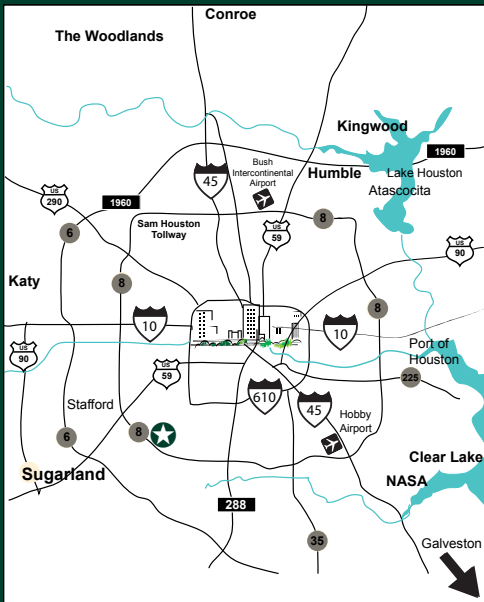 Conroe
The Woodlands
Kingwood
1960
Bush
Intercontinental
Airport
Humble
Lake Houston
Atascocita
45
US
290
1960
6
Sam Houston
Tollway
8
US
59
US
90
Katy
8
8
10
10
Port of
Houston
US
90
US
59
225
Stafford
610
45
Hobby
Airport
6
8
Clear Lake
Sugarland
NASA
288
35
Galveston